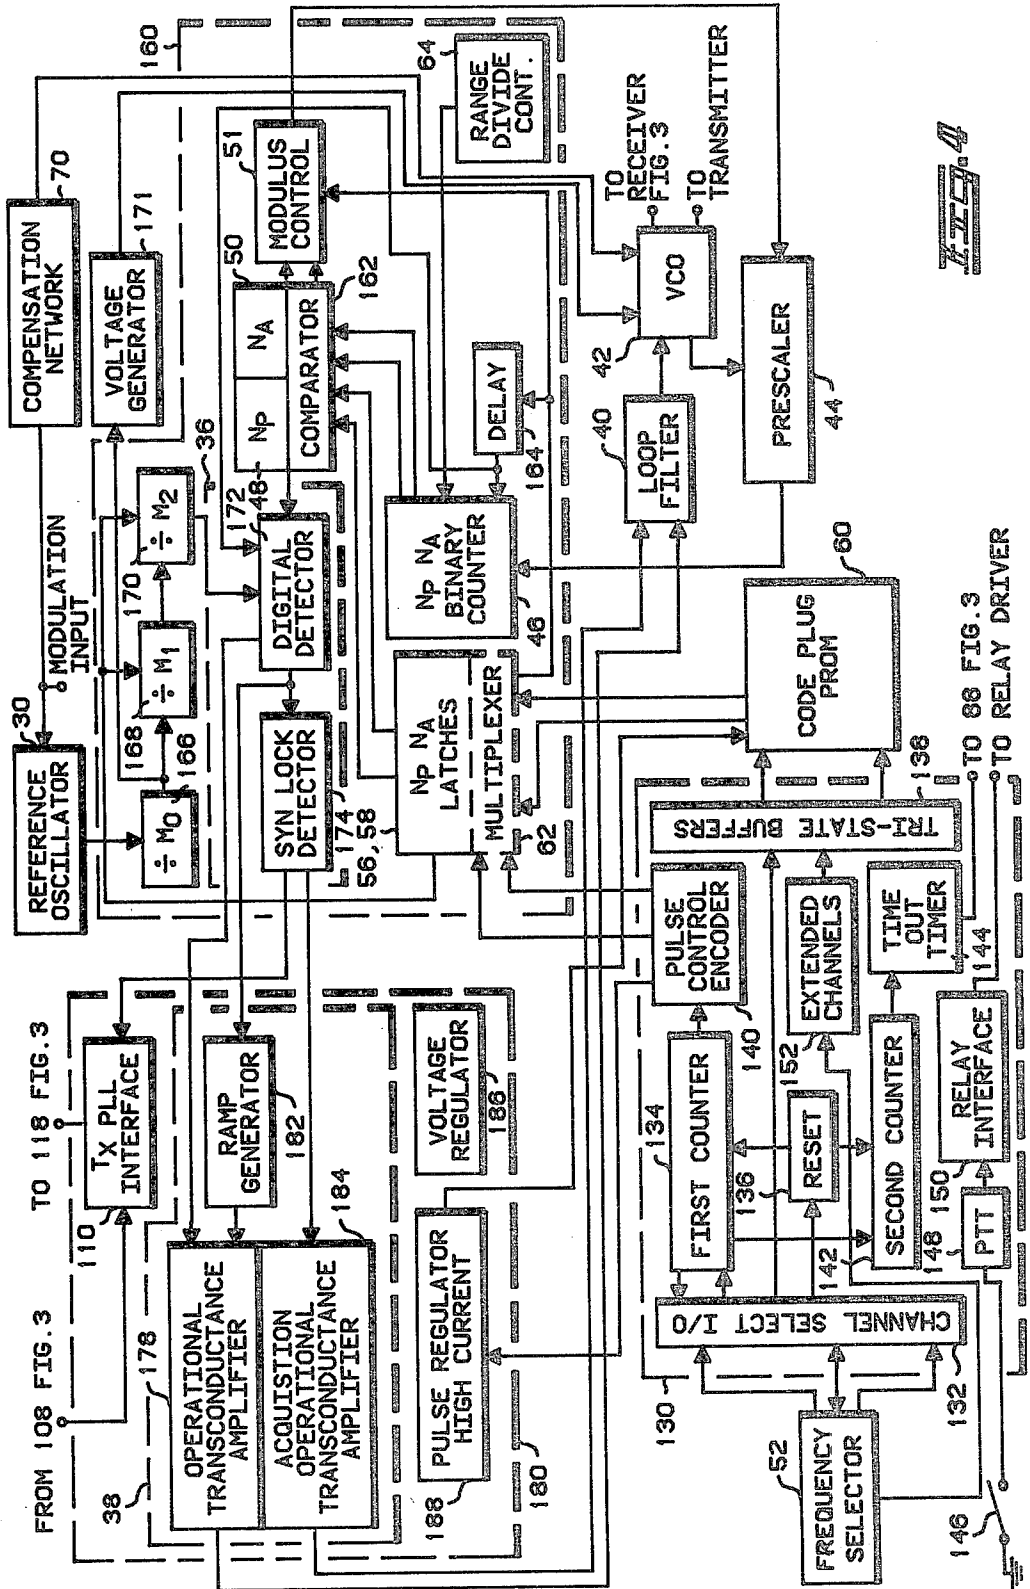 FROM 108 FIG.3
TO 118 FIG.3
REFERENCE
OSCILLATOR
30
MODULATION
INPUT
COMPENSATION
NETWORK
70
VOLTAGE
GENERATOR
171
160
÷ M0
166
÷ M1
168
÷ M2
170
36
38
178
110
TX PLL
INTERFACE
OPERATIONAL
TRANSCONDUCTANCE
AMPLIFIER
ACQUISTION
OPERATIONAL
TRANSCONDUCTANCE
AMPLIFIER
184
RAMP
GENERATOR
182
SYN LOCK
DETECTOR
174
DIGITAL
DETECTOR
172
48
NP
NA
COMPARATOR
50
162
MODULUS
CONTROL
51
RANGE
DIVIDE
CONT.
64
PULSE REGULATOR
HIGH CURRENT
188
VOLTAGE
REGULATOR
186
180
56, 58
NP NA
LATCHES
MULTIPLEXER
62
NP NA
BINARY
COUNTER
46
DELAY
164
LOOP
FILTER
40
VCO
42
TO
RECEIVER
FIG.3
TO
TRANSMITTER
PRESCALER
44
CODE PLUG
PROM
60
130
FREQUENCY
SELECTOR
52
CHANNEL SELECT I/O
132
FIRST COUNTER
134
PULSE
CONTROL
ENCODER
140
RESET
136
EXTENDED
CHANNELS
152
TRI-STATE BUFFERS
138
SECOND COUNTER
142
TIME
OUT
TIMER
144
PTT
148
RELAY
INTERFACE
150
146
TO 88 FIG.3
TO RELAY DRIVER
FIG.4